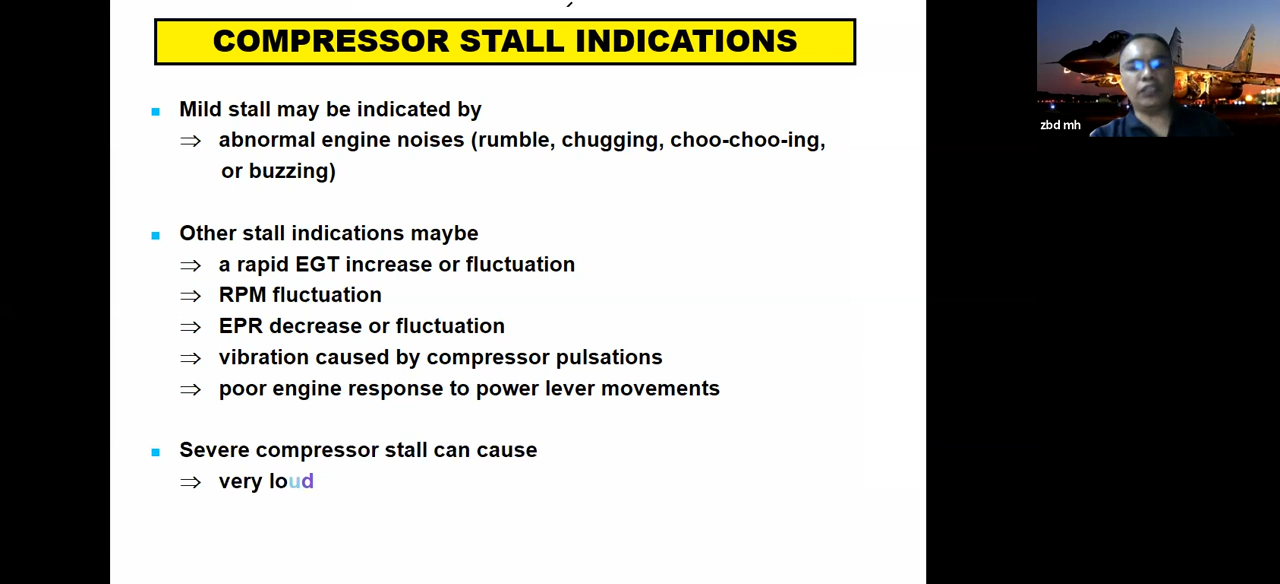 COMPRESSOR STALL INDICATIONS
zbd mh
Mild stall may be indicated by
⇒ abnormal engine noises (rumble, chugging, choo-choo-ing,
or buzzing)
Other stall indications maybe
⇒ a rapid EGT increase or fluctuation
⇒ RPM fluctuation
⇒ EPR decrease or fluctuation
⇒ vibration caused by compressor pulsations
⇒ poor engine response to power lever movements
Severe compressor stall can cause
⇒ very loud